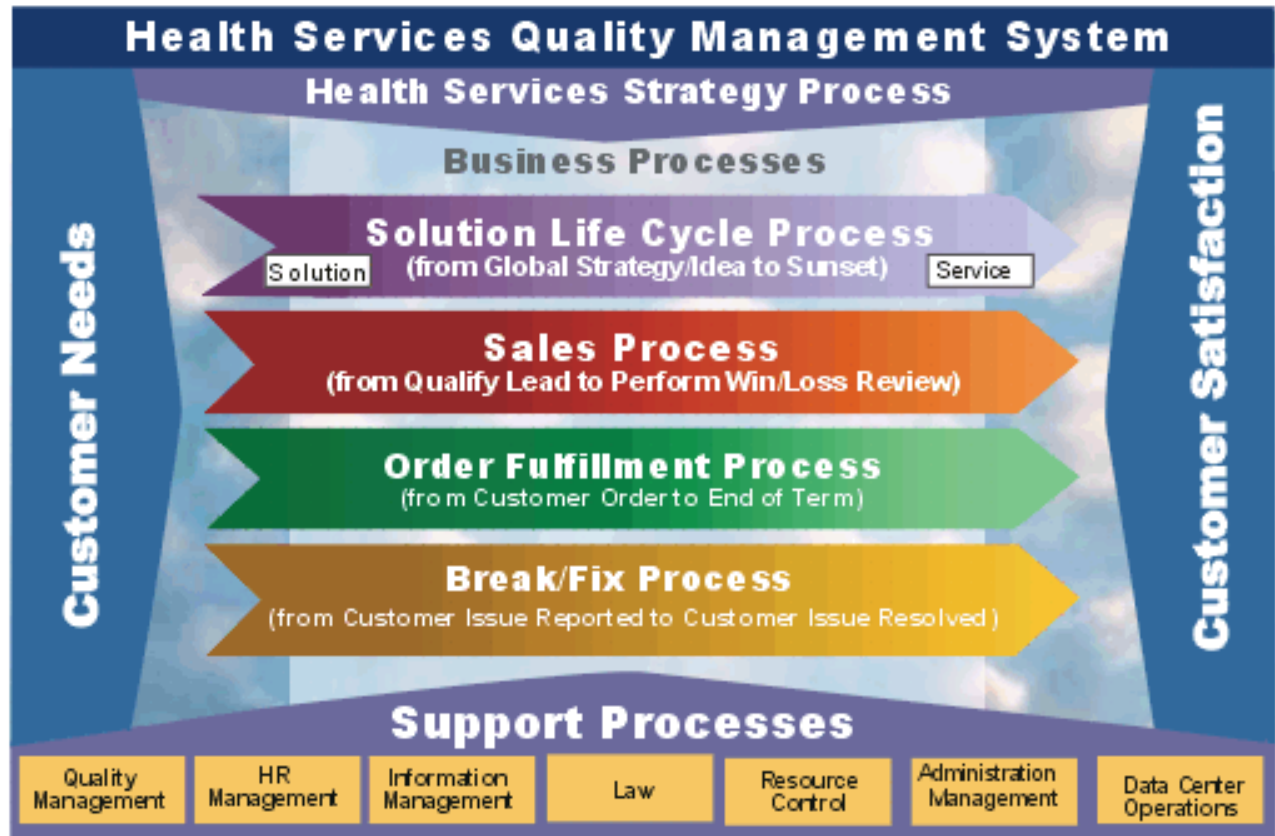 Health Services Quality Management System
Health Services Strategy Process
Customer Needs
Business Processes
Solution Life Cycle Process
(from Global Strategy/Idea to Sunset)
Solution
Service
Sales Process
(from Qualify Lead to Perform Win/Loss Review)
Order Fulfillment Process
(from Customer Order to End of Term)
Break/Fix Process
(from Customer Issue Reported to Customer Issue Resolved)
Customer Satisfaction
Support Processes
Quality
Management
HR
Management
Information
Management
Law
Resource
Control
Administration
Management
Data Center
Operations